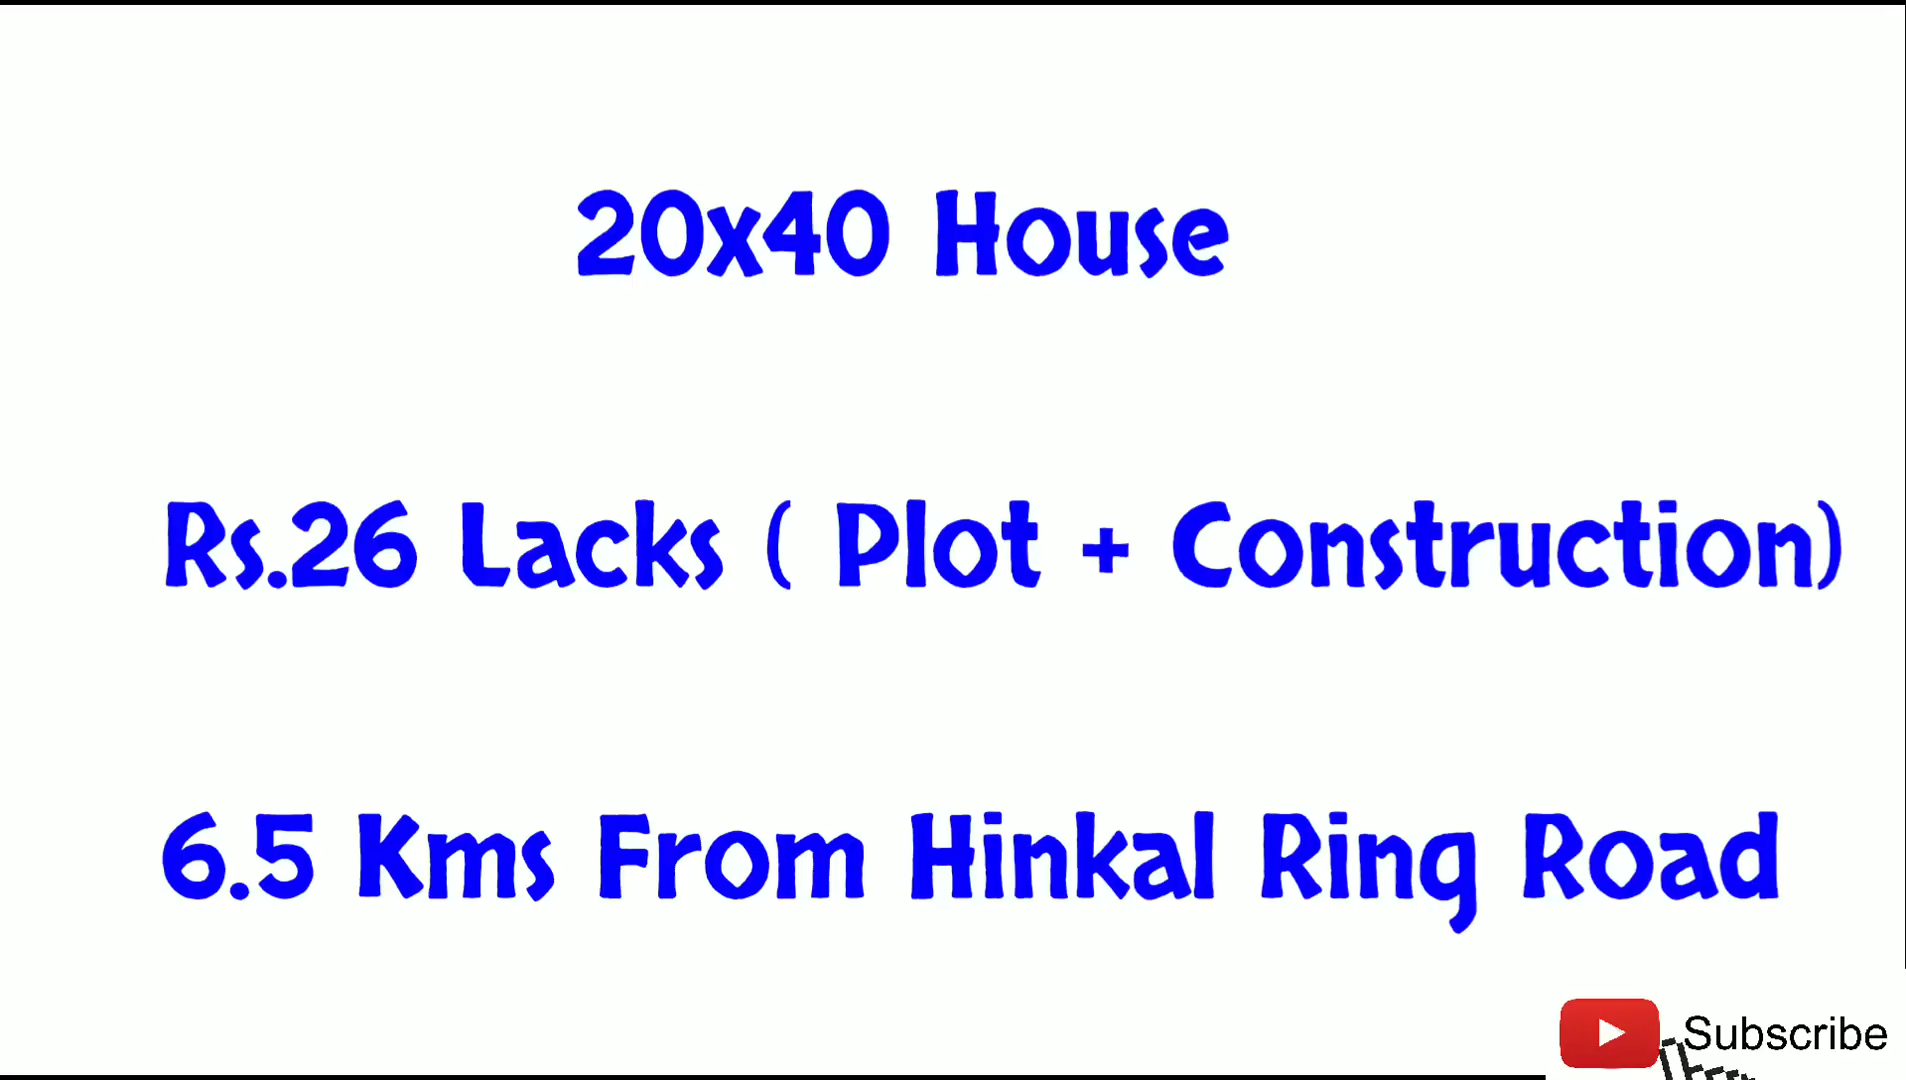 20x40 House
Rs.26 Lacks ( Plot + Construction)
6.5 Kms From Hinkal Ring Road
Subscribe